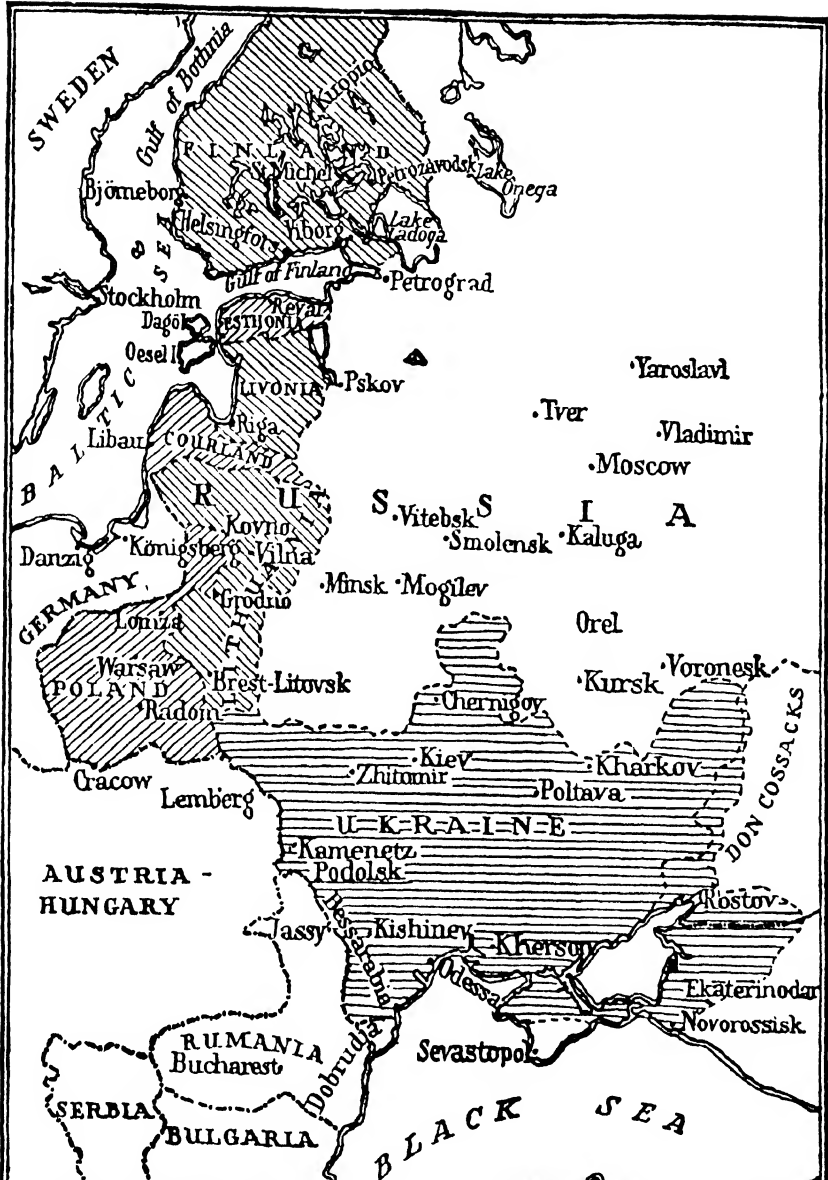 SWEDEN
Gulf of Bothnia
Kuopio
FINLAND
St Michel
Petrozavodsk
Lake Onega
Björneborg
Helsingfors
Viborg
Lake Ladoga
Gulf of Finland
Petrograd
Stockholm
Reval
Dagö I
ESTHONIA
Oesel I
BALTIC SEA
LIVONIA
Pskov
Yaroslavl
Tver
Vladimir
Riga
Libau
COURLAND
Moscow
RUSSIA
Vitebsk
Kovno
Smolensk
Kaluga
Danzig
Königsberg
Vilna
LITHUANIA
Minsk
Mogilev
GERMANY
Grodno
Lomza
Orel
Warsaw
Voronesk
POLAND
Brest-Litovsk
Kursk
Radom
Chernigov
Kiev
Kharkov
Cracow
Zhitomir
Lemberg
Poltava
DON COSSACKS
UKRAINE
Kamenetz
Podolsk
AUSTRIA-
HUNGARY
Rostov
Jassy
Bessarabia
Kishinev
Kherson
Odessa
Ekaterinodar
Novorossisk
RUMANIA
Bucharest
Dobrudja
Sevastopol
SERBIA
BULGARIA
BLACK SEA